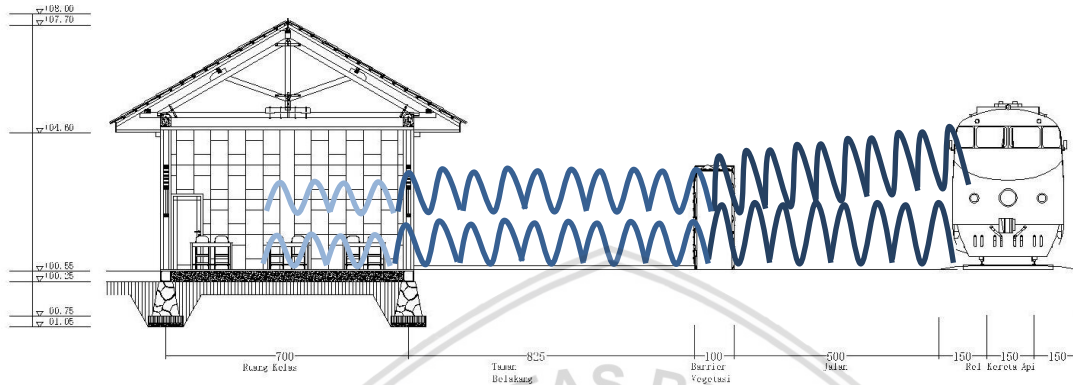 +08.00
+07.70
+04.60
+00.55
+00.25
00.75
01.05
700
825
100
500
150
150
150
Ruang Kelas
Taman
Belakang
Barrier
Vegetasi
Jalan
Rel Kereta Api